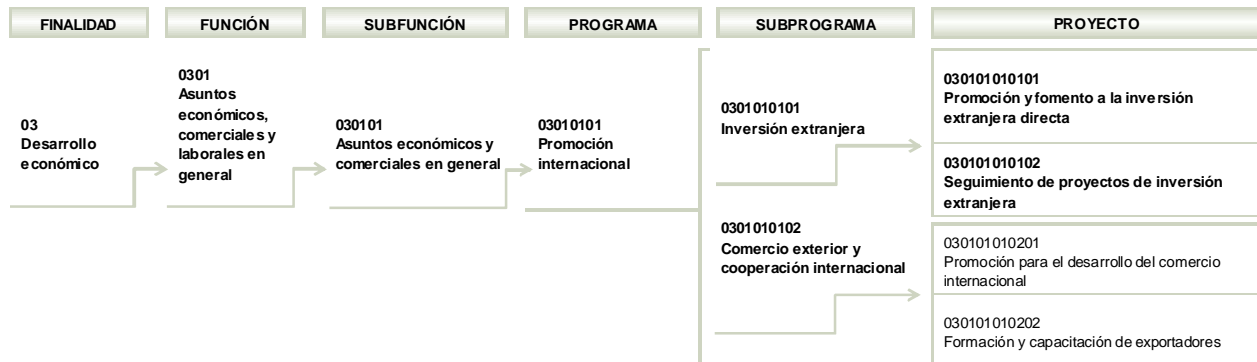 FINALIDAD
FUNCIÓN
SUBFUNCIÓN
PROGRAMA
SUBPROGRAMA
PROYECTO
03
Desarrollo
económico
0301
Asuntos
económicos,
comerciales y
laborales en
general
030101
Asuntos económicos y
comerciales en general
03010101
Promoción
internacional
0301010101
Inversión extranjera
030101010101
Promoción y fomento a la inversión
extranjera directa
030101010102
Seguimiento de proyectos de inversión
extranjera
0301010102
Comercio exterior y
cooperación internacional
030101010201
Promoción para el desarrollo del comercio
internacional
030101010202
Formación y capacitación de exportadores